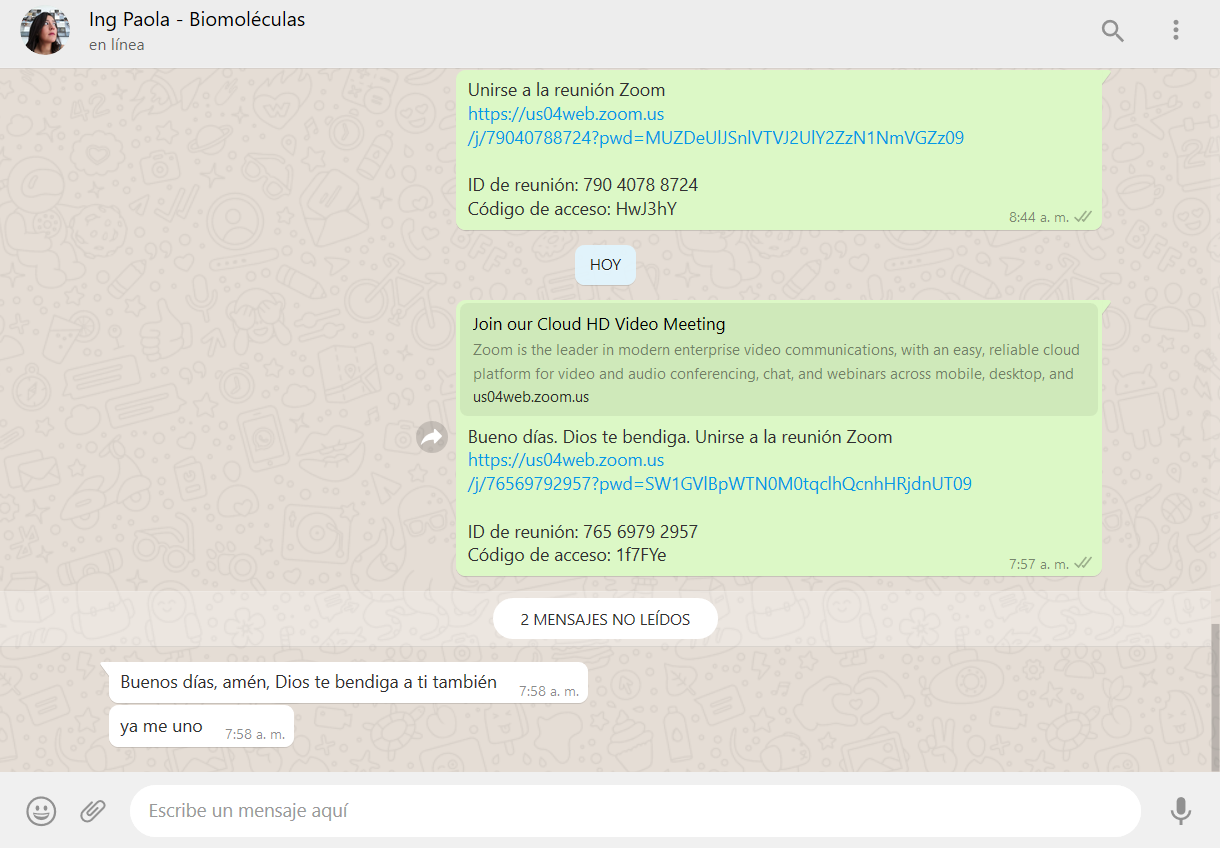 Ing Paola - Biomoléculas
en línea
Unirse a la reunión Zoom
https://us04web.zoom.us
/j/79040788724?pwd=MUZDeUlJSnlVTVJ2UlY2ZzN1NmVGZz09
ID de reunión: 790 4078 8724
Código de acceso: HwJ3hY
8:44 a. m.
HOY
Join our Cloud HD Video Meeting
Zoom is the leader in modern enterprise video communications, with an easy, reliable cloud
platform for video and audio conferencing, chat, and webinars across mobile, desktop, and
us04web.zoom.us
Bueno días. Dios te bendiga. Unirse a la reunión Zoom
https://us04web.zoom.us
/j/76569792957?pwd=SW1GVlBpWTN0M0tqclhQcnhHRjdnUT09
ID de reunión: 765 6979 2957
Código de acceso: 1f7FYe
7:57 a. m.
2 MENSAJES NO LEÍDOS
Buenos días, amén, Dios te bendiga a ti también
7:58 a. m.
ya me uno
7:58 a. m.
Escribe un mensaje aquí